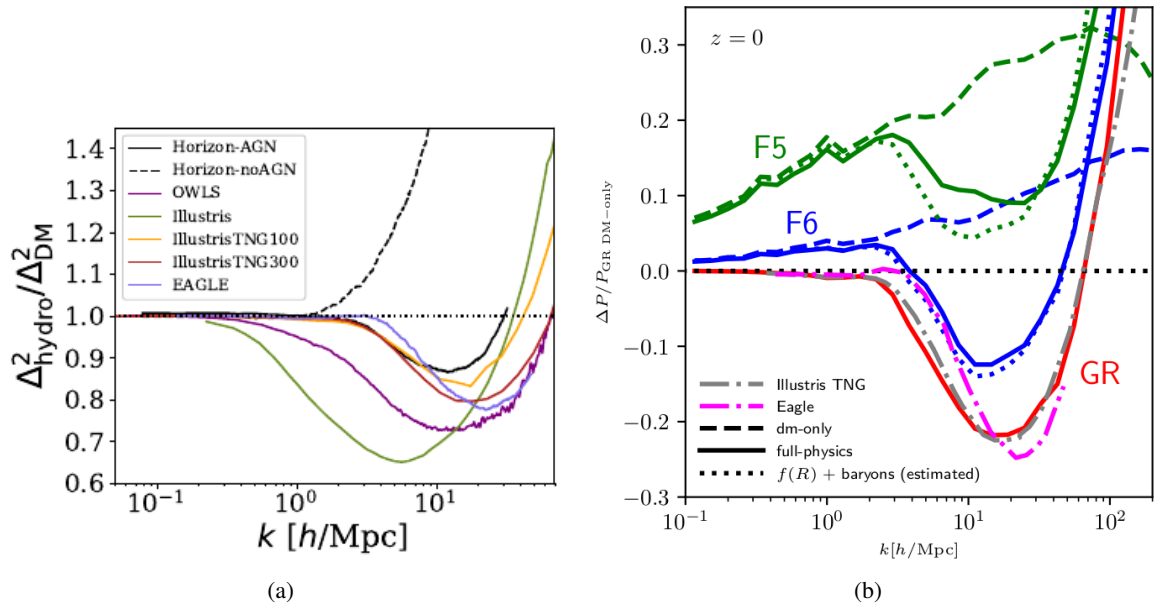 1.4
1.3
1.2
1.1
1.0
0.9
0.8
0.7
0.6
Δ²hydro/Δ²DM
Horizon-AGN
Horizon-noAGN
OWLS
Illustris
IllustrisTNG100
IllustrisTNG300
EAGLE
10⁻¹ 10⁰ 10¹
k [h/Mpc]
(a)
z = 0
0.3
0.2
0.1
0.0
−0.1
−0.2
−0.3
ΔP/P GR DM−only
F5
F6
GR
Illustris TNG
Eagle
dm-only
full-physics
f(R) + baryons (estimated)
10⁻¹ 10⁰ 10¹ 10²
k[h/Mpc]
(b)